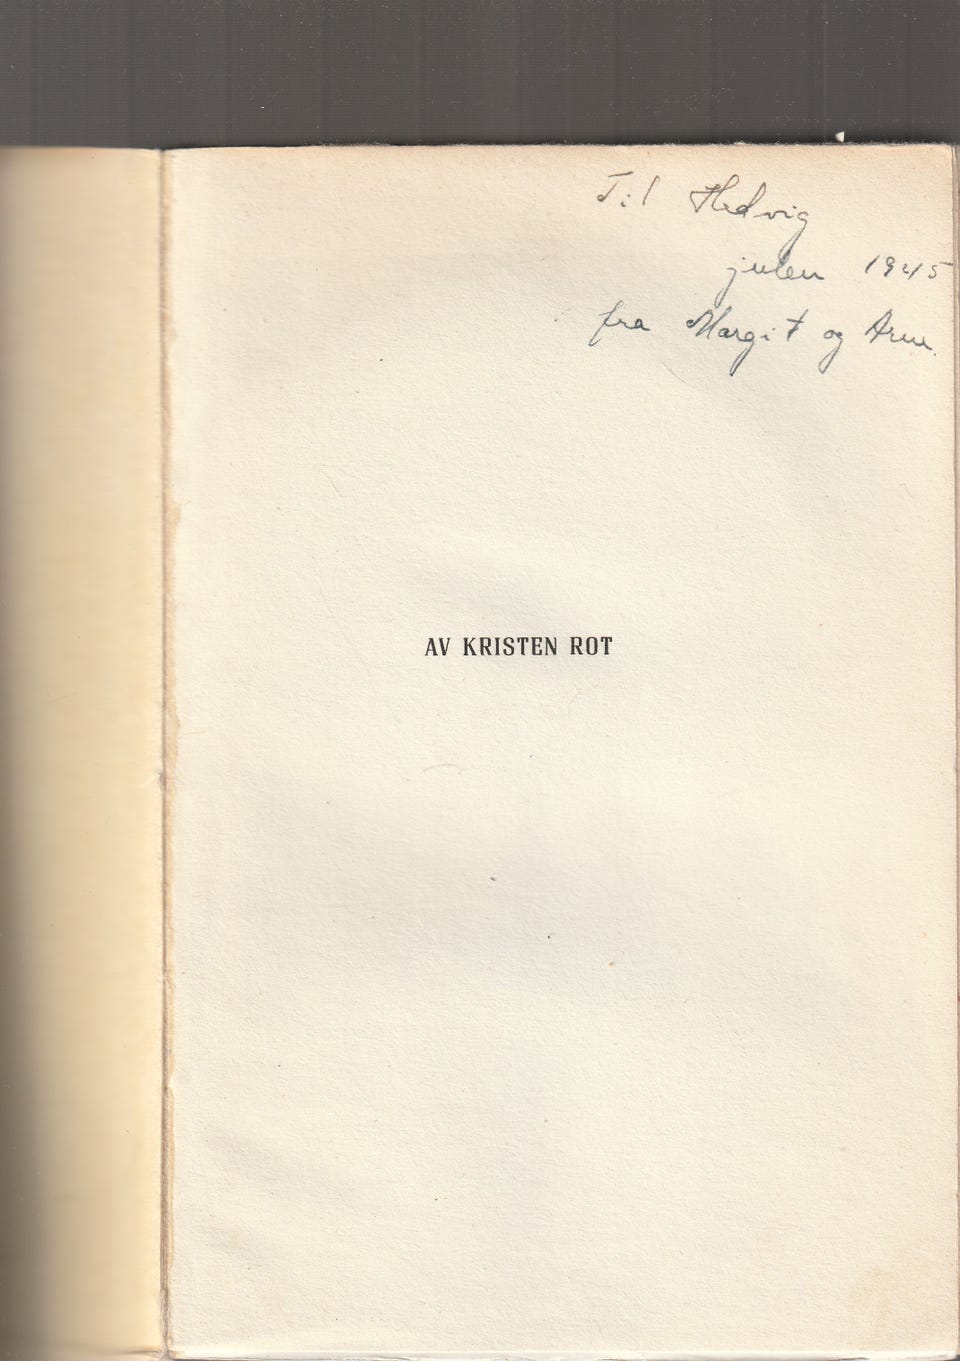 Til Hedvig
julen 1945
fra Margit og Arne.
AV KRISTEN ROT